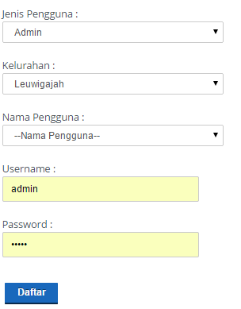 Jenis Pengguna :
Admin
Kelurahan :
Leuwigajah
Nama Pengguna :
--Nama Pengguna--
Username :
admin
Password :
•••••
Daftar